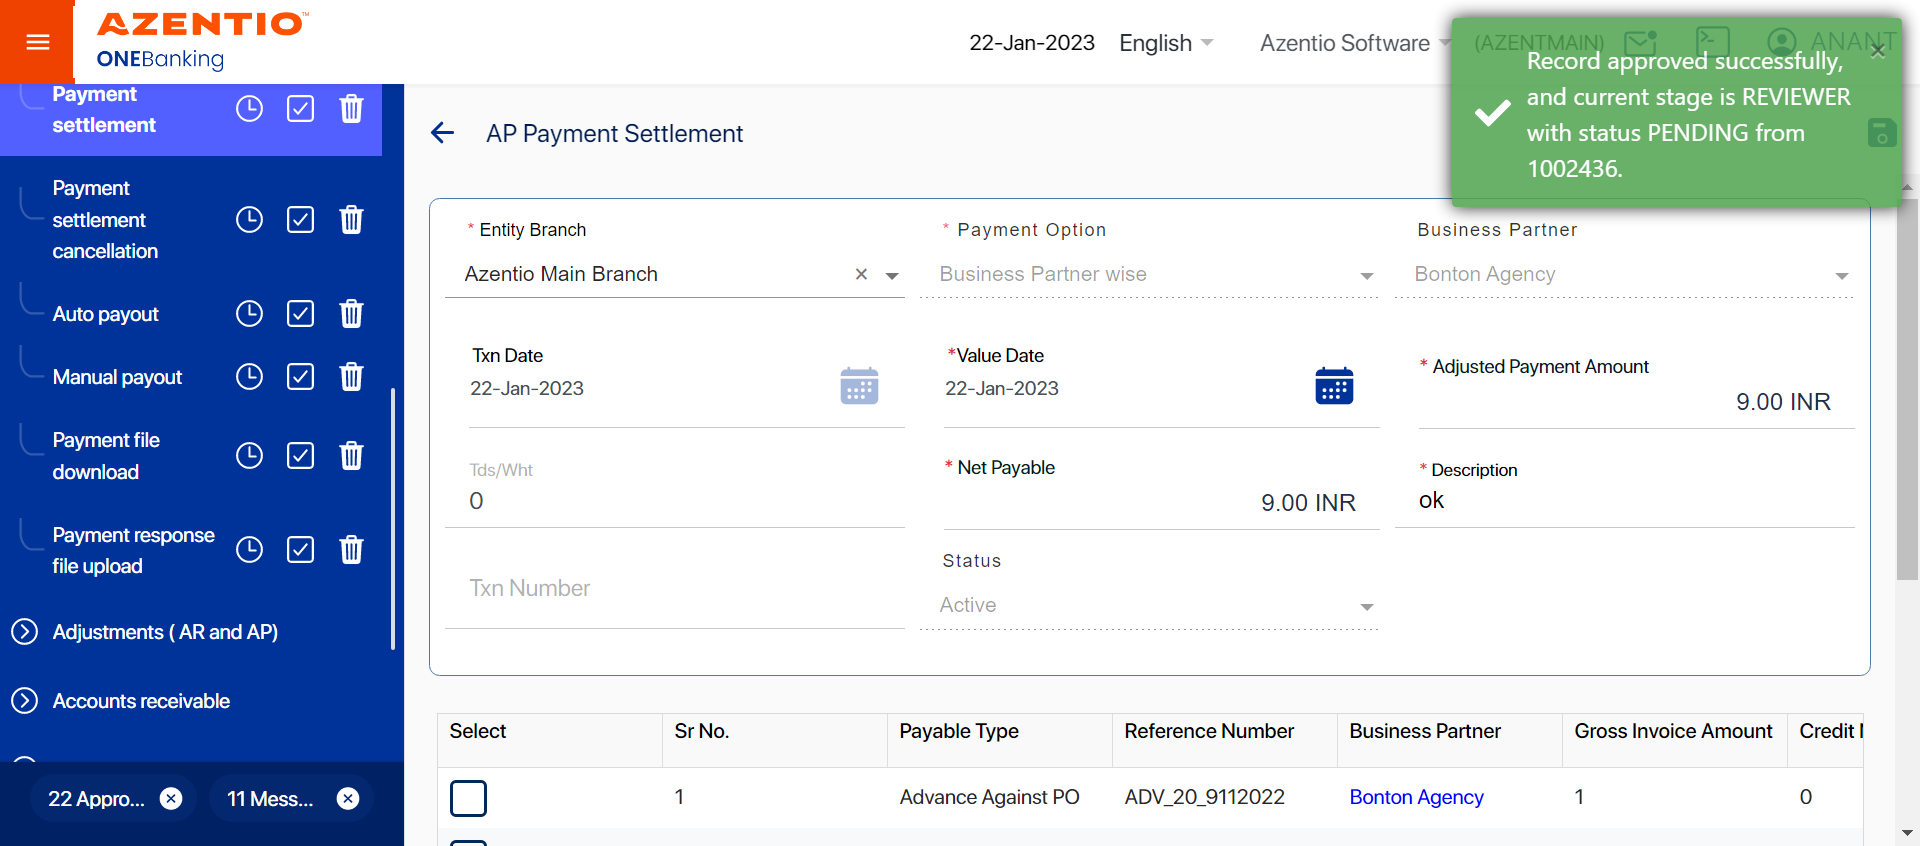 AZENTIO™
ONEBanking
22-Jan-2023
English
Azentio Software
(AZENTMAIN)
ANANT
Record approved successfully,
and current stage is REVIEWER
with status PENDING from
1002436.
Payment
settlement
Payment
settlement
cancellation
Auto payout
Manual payout
Payment file
download
Payment response
file upload
Adjustments ( AR and AP)
Accounts receivable
22 Appro...
11 Mess...
AP Payment Settlement
* Entity Branch
Azentio Main Branch
* Payment Option
Business Partner wise
Business Partner
Bonton Agency
Txn Date
22-Jan-2023
*Value Date
22-Jan-2023
* Adjusted Payment Amount
9.00 INR
Tds/Wht
0
* Net Payable
9.00 INR
* Description
ok
Txn Number
Status
Active
Select Sr No. Payable Type Reference Number Business Partner Gross Invoice Amount Credit
1 Advance Against PO ADV_20_9112022 Bonton Agency 1 0